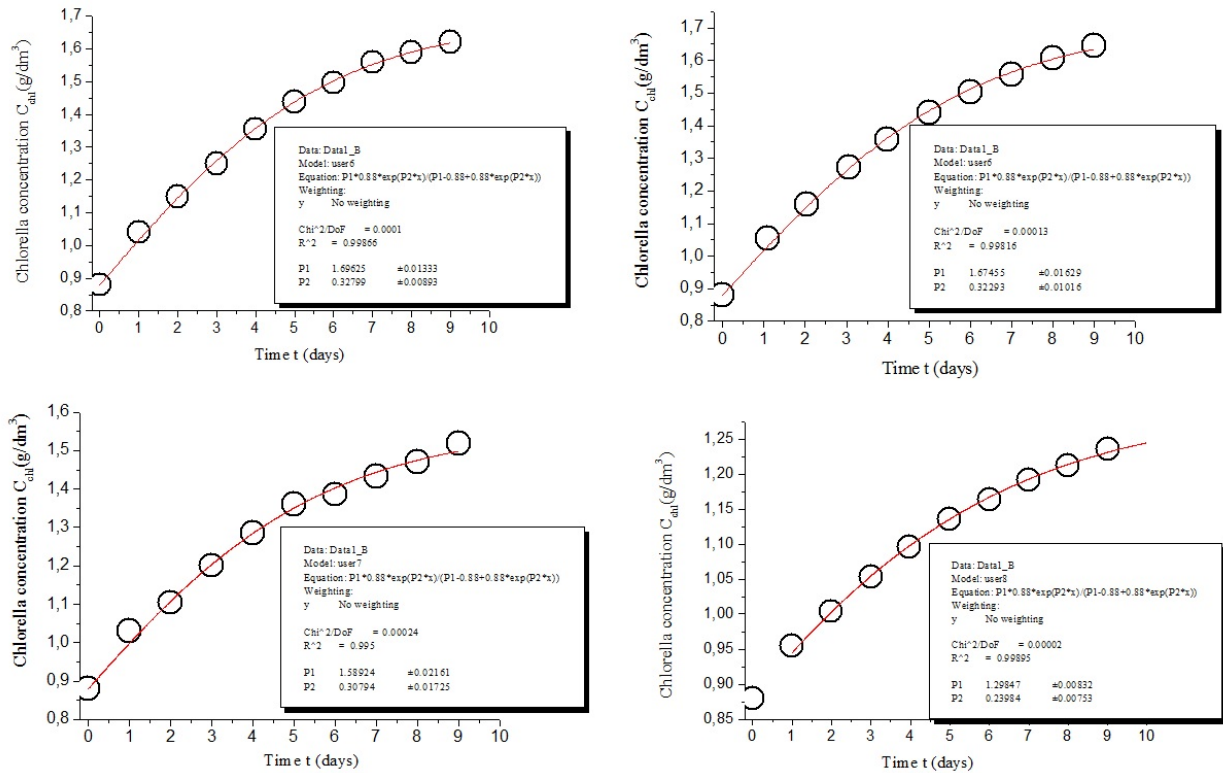 Chlorella concentration C_chl (g/dm³)
1,7
1,6
1,5
1,4
1,3
1,2
1,1
1,0
0,9
0,8
Data: Data1_B
Model: user6
Equation: P1*0.88*exp(P2*x)/(P1-0.88+0.88*exp(P2*x))
Weighting:
y No weighting
Chi^2/DoF = 0.0001
R^2 = 0.99866
P1 1.69625 ±0.01333
P2 0.32799 ±0.00893
0 1 2 3 4 5 6 7 8 9 10
Time t (days)
Chlorella concentration C_chl (g/dm³)
1,7
1,6
1,5
1,4
1,3
1,2
1,1
1,0
0,9
0,8
Data: Data1_B
Model: user6
Equation: P1*0.88*exp(P2*x)/(P1-0.88+0.88*exp(P2*x))
Weighting:
y No weighting
Chi^2/DoF = 0.00013
R^2 = 0.99816
P1 1.67455 ±0.01629
P2 0.32293 ±0.01016
0 1 2 3 4 5 6 7 8 9 10
Time t (days)
Chlorella concentration C_chl (g/dm³)
1,6
1,5
1,4
1,3
1,2
1,1
1,0
0,9
0,8
Data: Data1_B
Model: user7
Equation: P1*0.88*exp(P2*x)/(P1-0.88+0.88*exp(P2*x))
Weighting:
y No weighting
Chi^2/DoF = 0.00024
R^2 = 0.995
P1 1.58924 ±0.02161
P2 0.30794 ±0.01725
0 1 2 3 4 5 6 7 8 9 10
Time t (days)
Chlorella concentration C_chl (g/dm³)
1,25
1,20
1,15
1,10
1,05
1,00
0,95
0,90
0,85
Data: Data1_B
Model: user8
Equation: P1*0.88*exp(P2*x)/(P1-0.88+0.88*exp(P2*x))
Weighting:
y No weighting
Chi^2/DoF = 0.00002
R^2 = 0.99895
P1 1.29847 ±0.00832
P2 0.23984 ±0.00753
0 1 2 3 4 5 6 7 8 9 10
Time t (days)